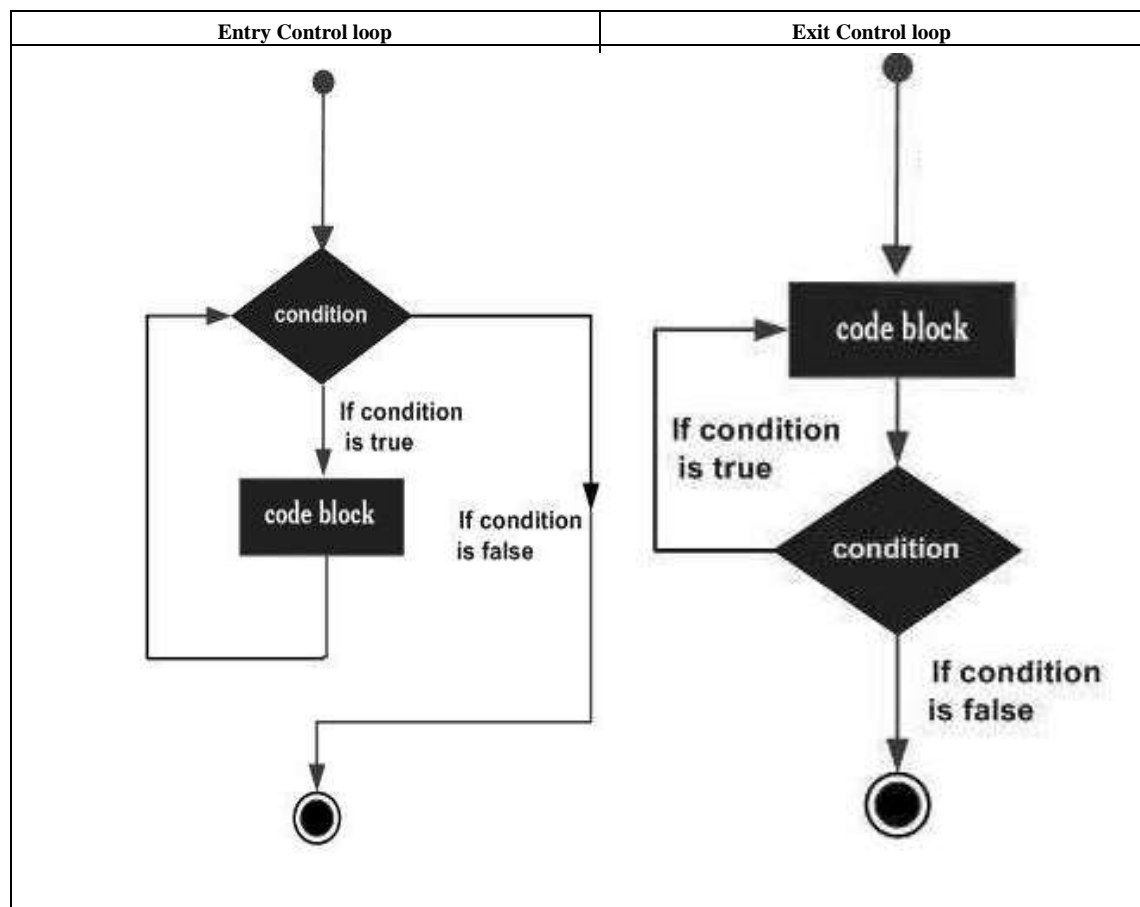 Entry Control loop
Exit Control loop
condition
If condition
is true
code block
If condition
is false
code block
If condition
is true
condition
If condition
is false